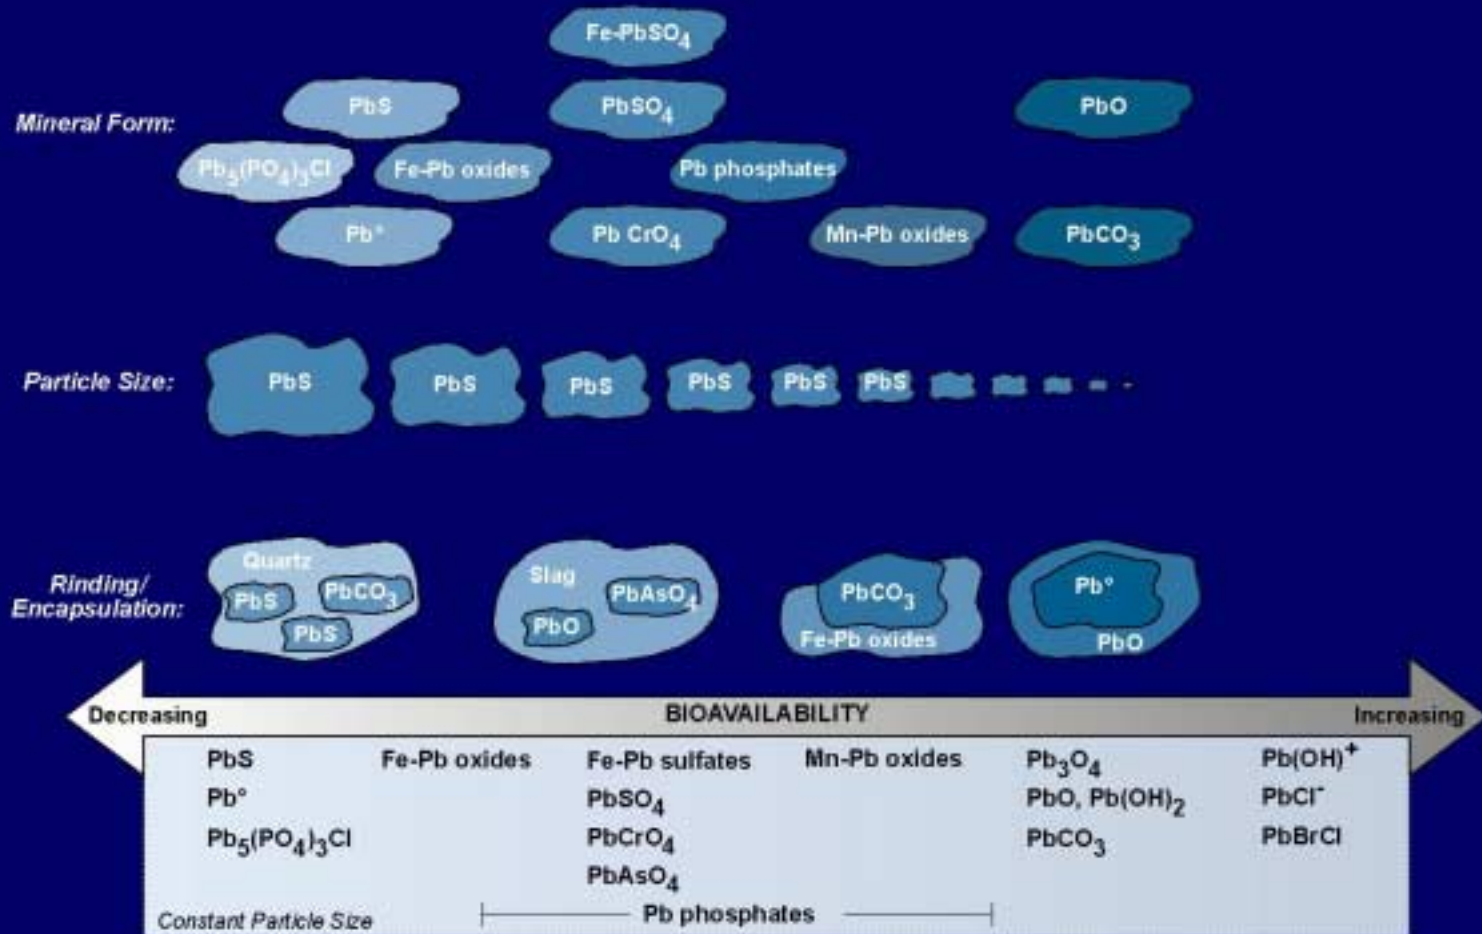 Fe-PbSO4
Mineral Form:
PbS
PbSO4
PbO
Pb5(PO4)3Cl
Fe-Pb oxides
Pb phosphates
Pb°
Pb CrO4
Mn-Pb oxides
PbCO3
Particle Size:
PbS
PbS
PbS
PbS
PbS
PbS
Rinding/
Encapsulation:
Quartz
PbS
PbCO3
PbS
Slag
PbAsO4
PbO
PbCO3
Fe-Pb oxides
Pb°
PbO
Decreasing
BIOAVAILABILITY
Increasing
PbS Fe-Pb oxides Fe-Pb sulfates Mn-Pb oxides Pb3O4 Pb(OH)+
Pb° PbSO4 PbO, Pb(OH)2 PbCl-
Pb5(PO4)3Cl PbCrO4 PbCO3 PbBrCl
PbAsO4
Constant Particle Size Pb phosphates